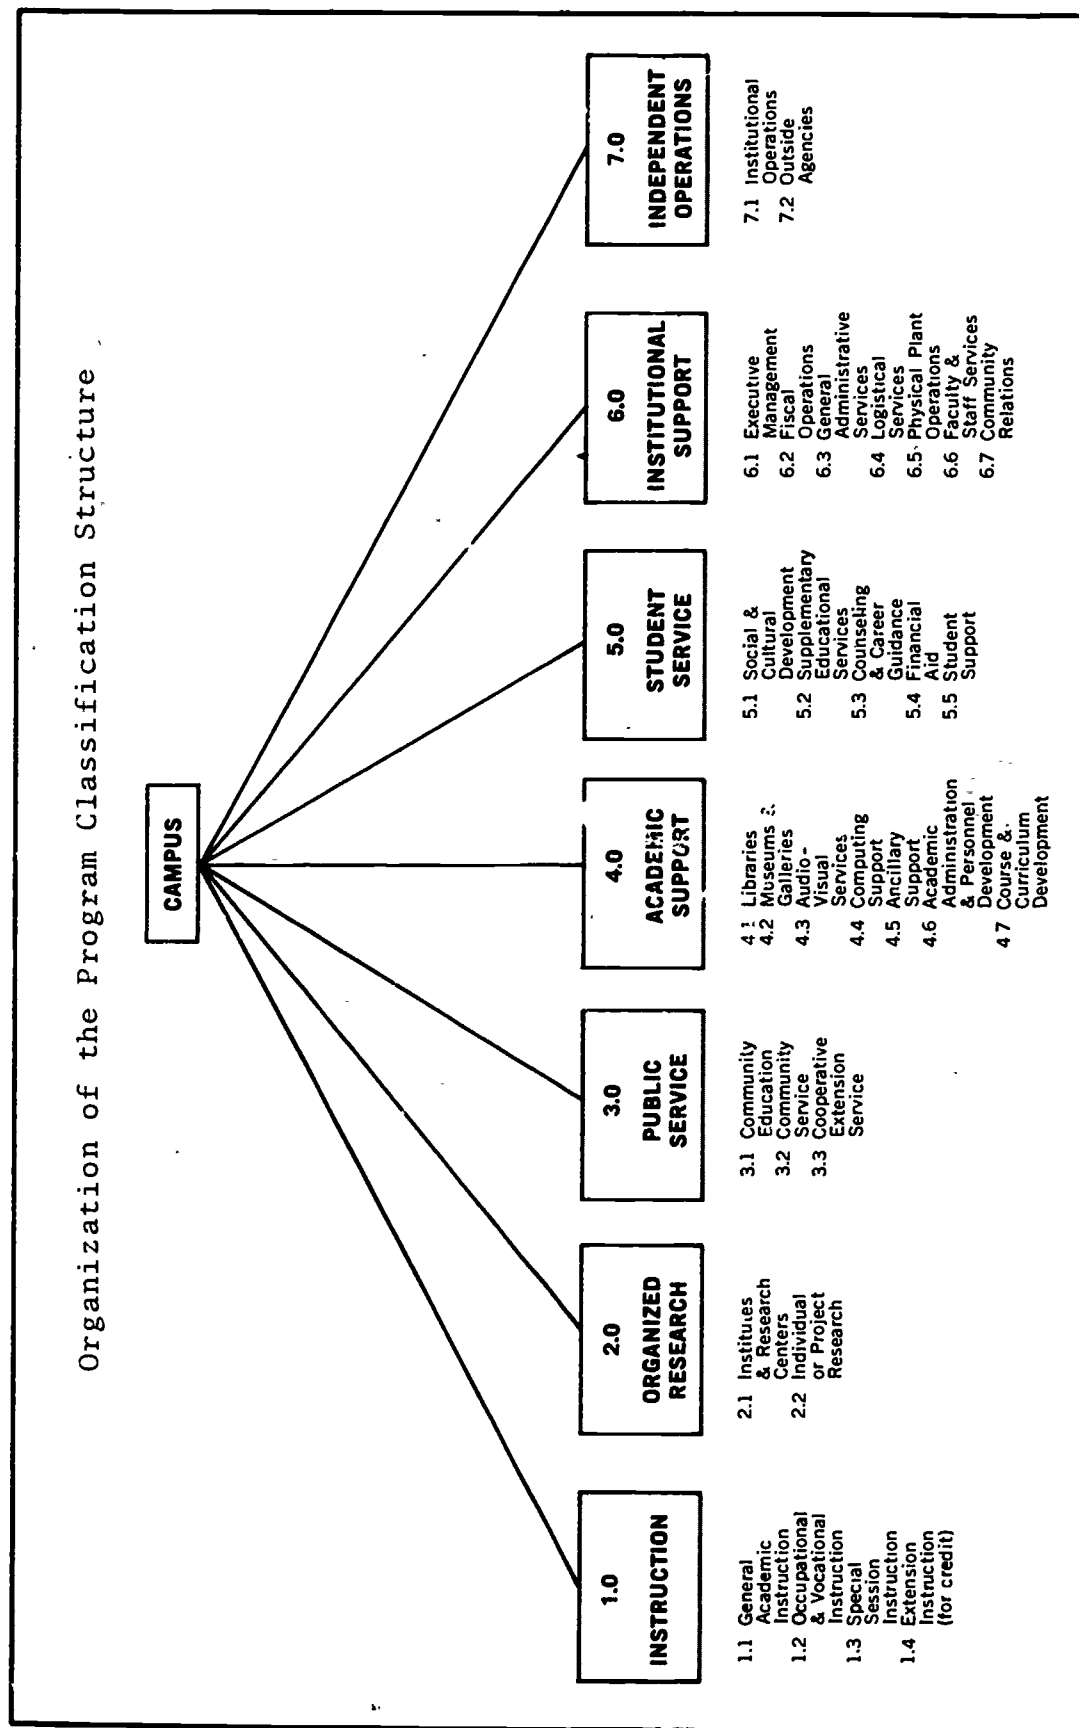 Organization of the Program Classification Structure
CAMPUS
1.0
INSTRUCTION
1.1 General
Academic
Instruction
1.2 Occupational
& Vocational
Instruction
1.3 Special
Session
Instruction
1.4 Extension
Instruction
(for credit)
2.0
ORGANIZED
RESEARCH
2.1 Institutes
& Research
Centers
2.2 Individual
or Project
Research
3.0
PUBLIC
SERVICE
3.1 Community
Education
3.2 Community
Service
3.3 Cooperative
Extension
Service
4.0
ACADEMIC
SUPPORT
4.1 Libraries
4.2 Museums &
Galleries
4.3 Audio-
Visual
Services
4.4 Computing
Support
4.5 Ancillary
Support
4.6 Academic
Administration
& Personnel
Development
4.7 Course &
Curriculum
Development
5.0
STUDENT
SERVICE
5.1 Social &
Cultural
Development
5.2 Supplementary
Educational
Services
5.3 Counseling
& Career
Guidance
5.4 Financial
Aid
5.5 Student
Support
6.0
INSTITUTIONAL
SUPPORT
6.1 Executive
Management
6.2 Fiscal
Operations
6.3 General
Administrative
Services
6.4 Logistical
Services
6.5 Physical Plant
Operations
6.6 Faculty &
Staff Services
6.7 Community
Relations
7.0
INDEPENDENT
OPERATIONS
7.1 Institutional
Operations
7.2 Outside
Agencies